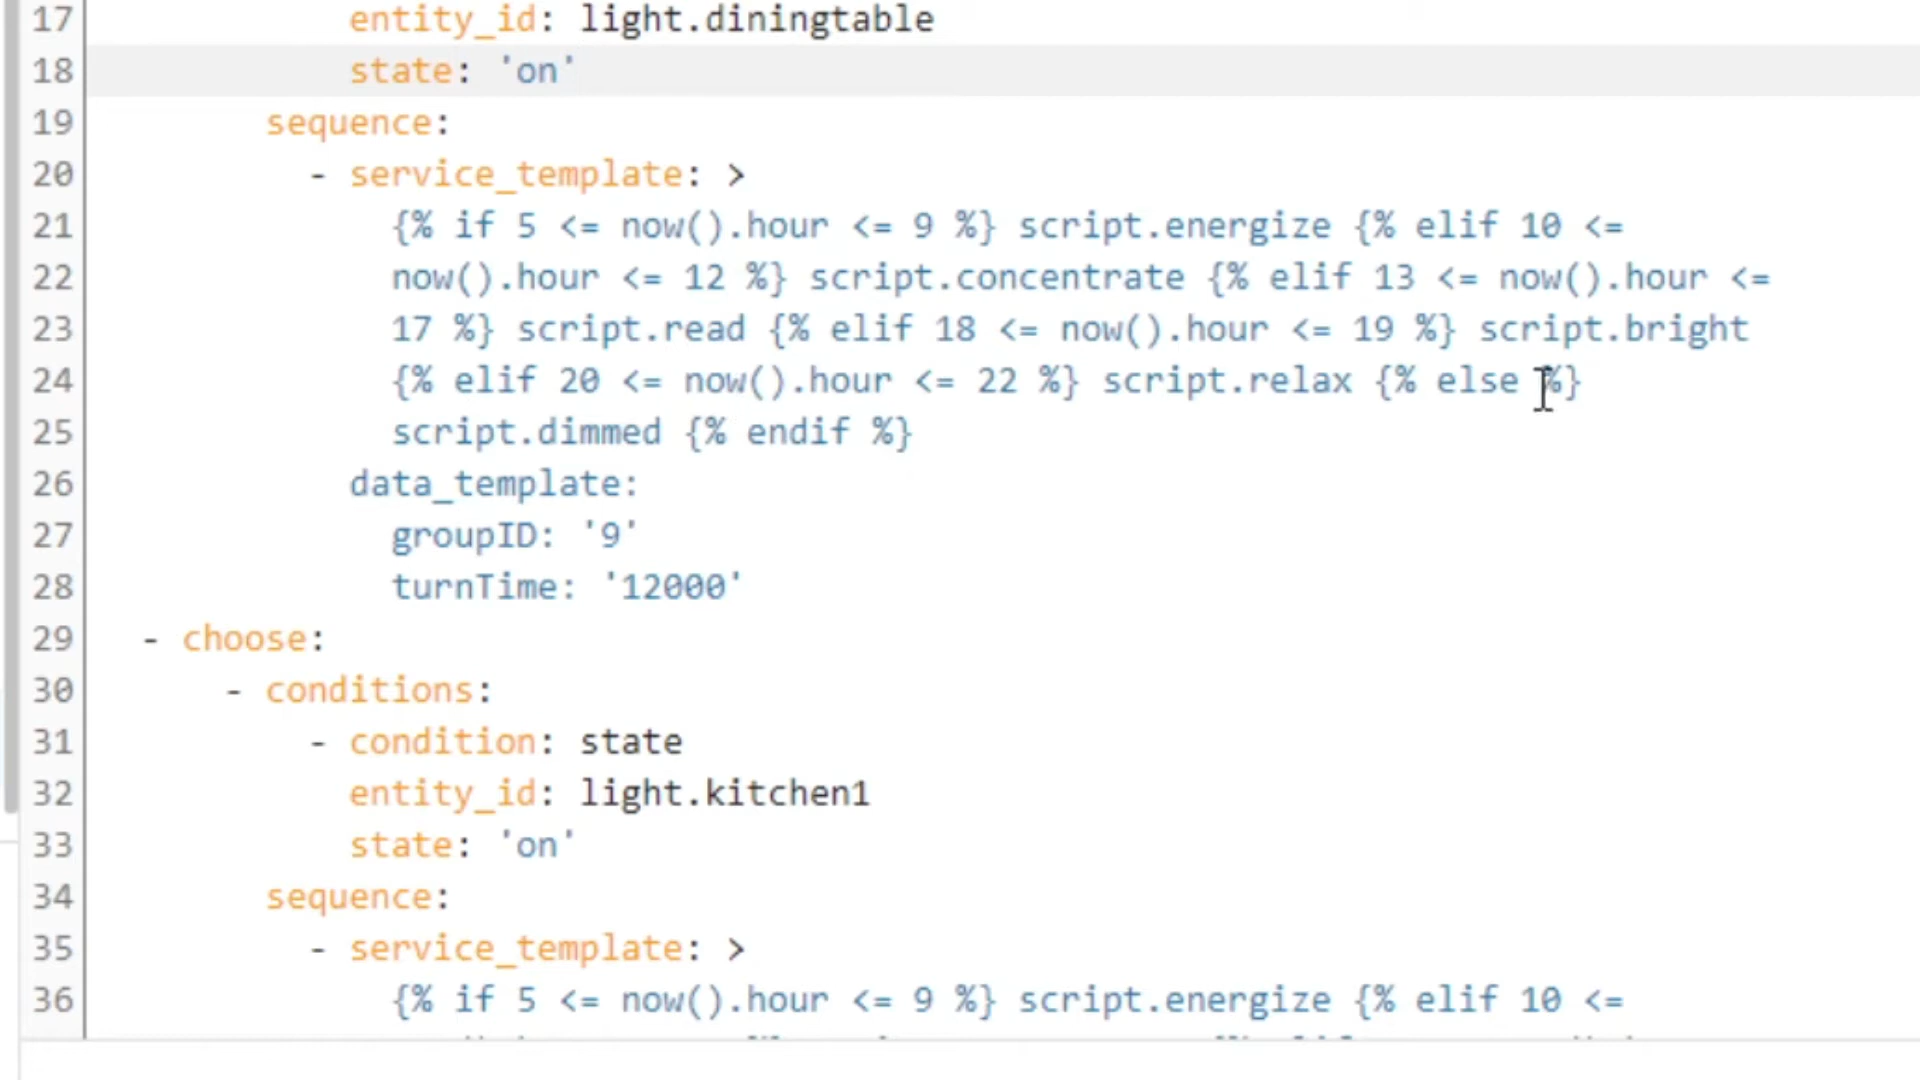 17 entity_id: light.diningtable
18 state: 'on'
19 sequence:
20 - service_template: >
21 {% if 5 <= now().hour <= 9 %} script.energize {% elif 10 <=
22 now().hour <= 12 %} script.concentrate {% elif 13 <= now().hour <=
23 17 %} script.read {% elif 18 <= now().hour <= 19 %} script.bright
24 {% elif 20 <= now().hour <= 22 %} script.relax {% else %}
25 script.dimmed {% endif %}
26 data_template:
27 groupID: '9'
28 turnTime: '12000'
29 - choose:
30 - conditions:
31 - condition: state
32 entity_id: light.kitchen1
33 state: 'on'
34 sequence:
35 - service_template: >
36 {% if 5 <= now().hour <= 9 %} script.energize {% elif 10 <=